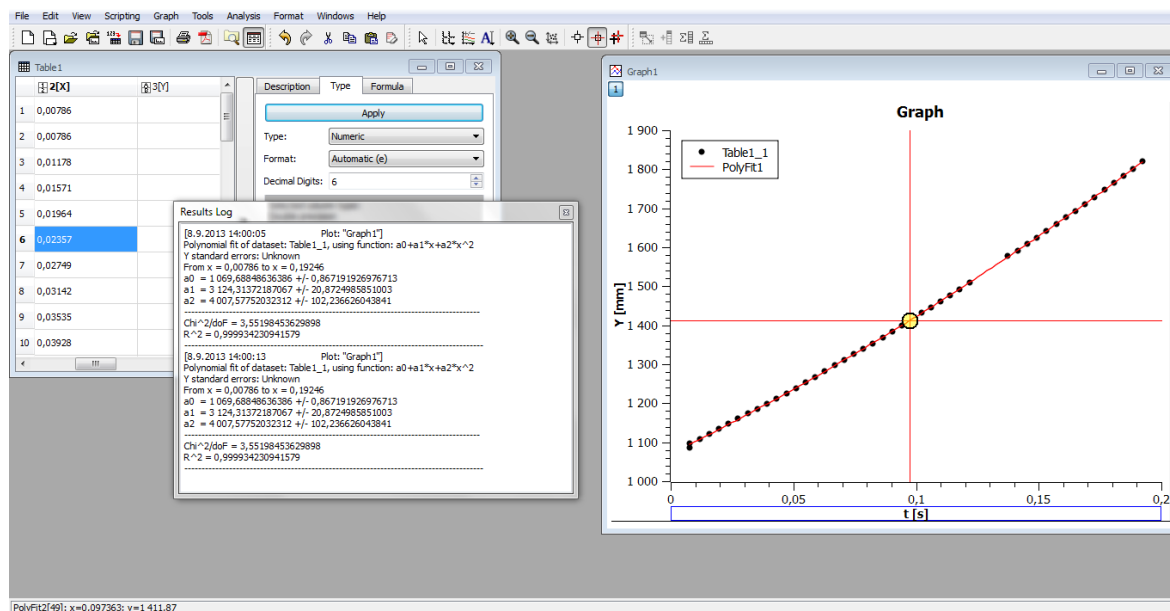 File Edit View Scripting Graph Tools Analysis Format Windows Help
Table1
2[X] 3[Y]
1 0,00786
2 0,00786
3 0,01178
4 0,01571
5 0,01964
6 0,02357
7 0,02749
8 0,03142
9 0,03535
10 0,03928
Description Type Formula
Apply
Type: Numeric
Format: Automatic (e)
Decimal Digits: 6
Results Log
[8.9.2013 14:00:05 Plot: "Graph1"]
Polynomial fit of dataset: Table1_1, using function: a0+a1*x+a2*x^2
Y standard errors: Unknown
From x = 0,00786 to x = 0,19246
a0 = 1 069,68848636386 +/- 0,867191926976713
a1 = 3 124,31372187067 +/- 20,8724985851003
a2 = 4 007,57752032312 +/- 102,236626043841
--------------------------------------------------------------------------------------
Chi^2/doF = 3,55198453629898
R^2 = 0,999934230941579
--------------------------------------------------------------------------------------
[8.9.2013 14:00:13 Plot: "Graph1"]
Polynomial fit of dataset: Table1_1, using function: a0+a1*x+a2*x^2
Y standard errors: Unknown
From x = 0,00786 to x = 0,19246
a0 = 1 069,68848636386 +/- 0,867191926976713
a1 = 3 124,31372187067 +/- 20,8724985851003
a2 = 4 007,57752032312 +/- 102,236626043841
--------------------------------------------------------------------------------------
Chi^2/doF = 3,55198453629898
R^2 = 0,999934230941579
--------------------------------------------------------------------------------------
Graph1
1
Graph
Table1_1
PolyFit1
Y [mm]
1 900
1 800
1 700
1 600
1 500
1 400
1 300
1 200
1 100
1 000
0 0,05 0,1 0,15 0,2
t [s]
PolyFit2[49]: x=0,097363; y=1 411,87